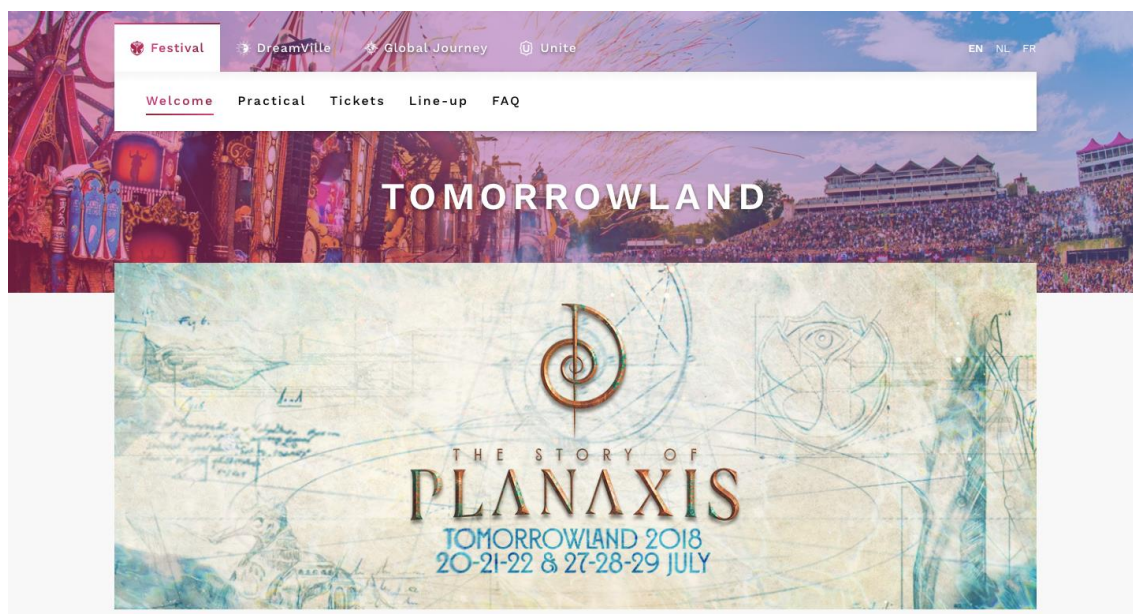 Festival DreamVille Global Journey Unite EN NL FR
Welcome Practical Tickets Line-up FAQ
TOMORROWLAND
THE STORY OF
PLANAXIS
TOMORROWLAND 2018
20-21-22 & 27-28-29 JULY